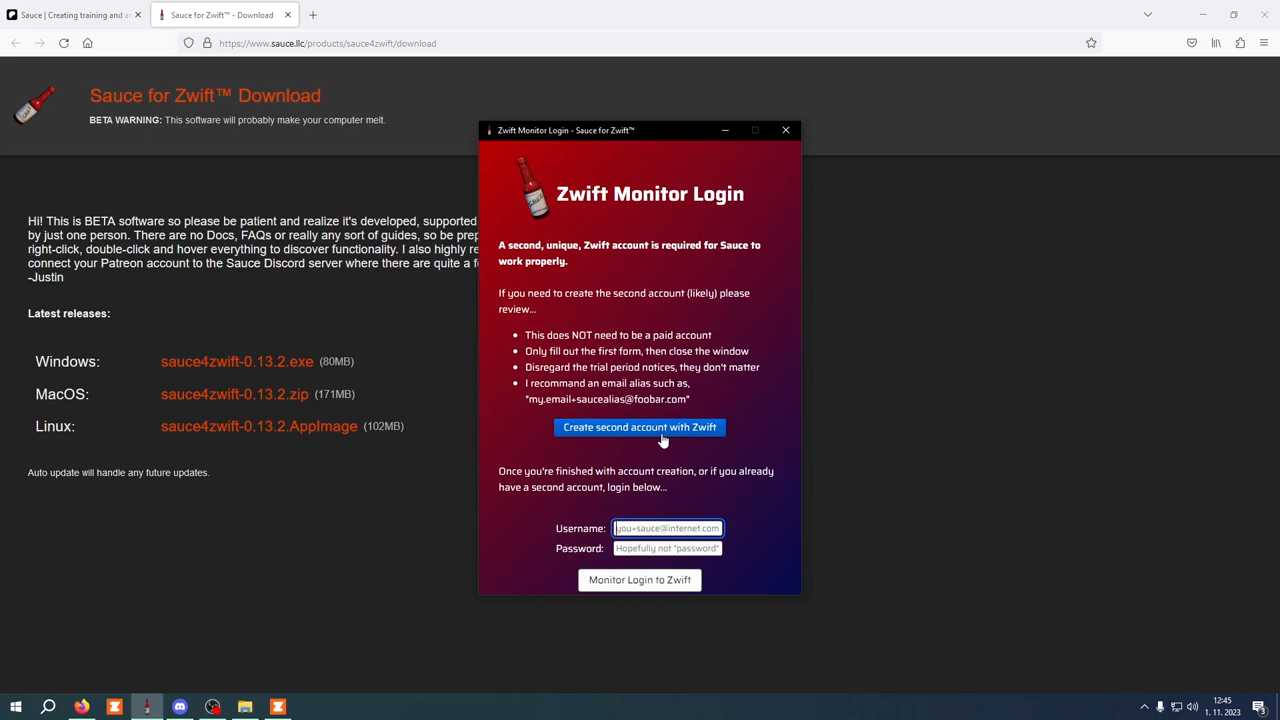 Sauce | Creating training and an
Sauce for Zwift™ - Download
https://www.sauce.llc/products/sauce4zwift/download
Sauce for Zwift™ Download
BETA WARNING: This software will probably make your computer melt.
Hi! This is BETA software so please be patient and realize it's developed, supported
by just one person. There are no Docs, FAQs or really any sort of guides, so be prep
right-click, double-click and hover everything to discover functionality. I also highly re
connect your Patreon account to the Sauce Discord server where there are quite a f
-Justin
Latest releases:
Windows: sauce4zwift-0.13.2.exe (80MB)
MacOS: sauce4zwift-0.13.2.zip (171MB)
Linux: sauce4zwift-0.13.2.AppImage (102MB)
Auto update will handle any future updates.
Zwift Monitor Login - Sauce for Zwift™
Zwift Monitor Login
A second, unique, Zwift account is required for Sauce to
work properly.
If you need to create the second account (likely) please
review...
This does NOT need to be a paid account
Only fill out the first form, then close the window
Disregard the trial period notices, they don't matter
I recommand an email alias such as,
"my.email+saucealias@foobar.com"
Create second account with Zwift
Once you're finished with account creation, or if you already
have a second account, login below...
Username: you+sauce@internet.com
Password: Hopefully not "password"
Monitor Login to Zwift
12:45
1. 11. 2023